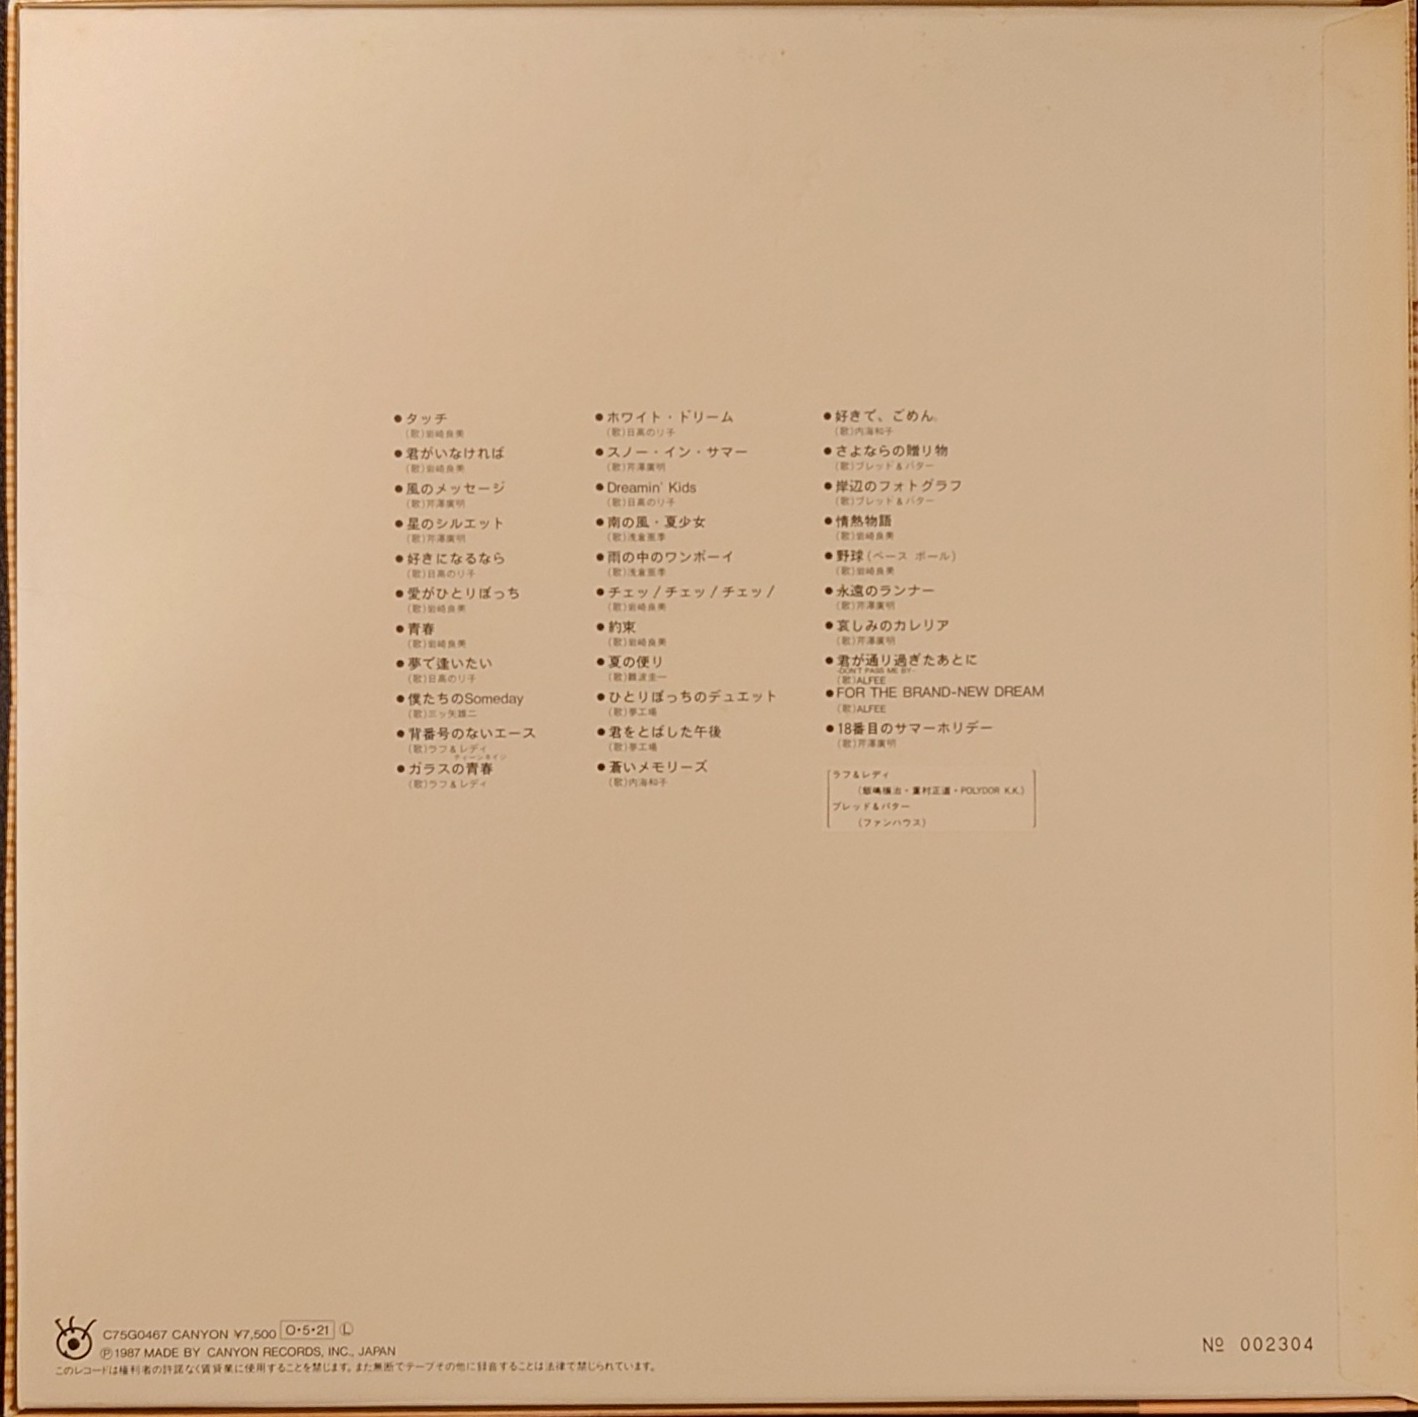 ●タッチ
(歌)岩崎良美
●君がいなければ
(歌)岩崎良美
●風のメッセージ
(歌)芹澤廣明
●星のシルエット
(歌)芹澤廣明
●好きになるなら
(歌)日高のり子
●愛がひとりぼっち
(歌)岩崎良美
●青春
(歌)岩崎良美
●夢で逢いたい
(歌)日高のり子
●僕たちのSomeday
(歌)三ッ矢雄二
●背番号のないエース
(歌)ラフ&レディ
ティーンネイジ
●ガラスの青春
(歌)ラフ&レディ
●ホワイト・ドリーム
(歌)日高のり子
●スノー・イン・サマー
(歌)芹澤廣明
●Dreamin' Kids
(歌)日高のり子
●南の風・夏少女
(歌)浅倉亜季
●雨の中のワンボーイ
(歌)浅倉亜季
●チェッ!チェッ!チェッ!
(歌)岩崎良美
●約束
(歌)岩崎良美
●夏の便り
(歌)難波圭一
●ひとりぼっちのデュエット
(歌)夢工場
●君をとばした午後
(歌)夢工場
●蒼いメモリーズ
(歌)内海和子
●好きで、ごめん。
(歌)内海和子
●さよならの贈り物
(歌)ブレッド&バター
●岸辺のフォトグラフ
(歌)ブレッド&バター
●情熱物語
(歌)岩崎良美
●野球(ベース ボール)
(歌)岩崎良美
●永遠のランナー
(歌)芹澤廣明
●哀しみのカレリア
(歌)芹澤廣明
●君が通り過ぎたあとに
-DON'T PASS ME BY-
(歌)ALFEE
●FOR THE BRAND-NEW DREAM
(歌)ALFEE
●18番目のサマーホリデー
(歌)芹澤廣明
ラフ&レディ
正道・POLYDOR K.K.)
ブレッド&バター
(ファンハウス)
C75G0467 CANYON ¥7,500 O・5・21 Ⓛ
Ⓟ1987 MADE BY CANYON RECORDS, INC., JAPAN
このレコードは権利者の許諾なく賃貸業に使用することを禁じます。また無断でテープその他に録音することは法律で禁じられています。
№ 002304